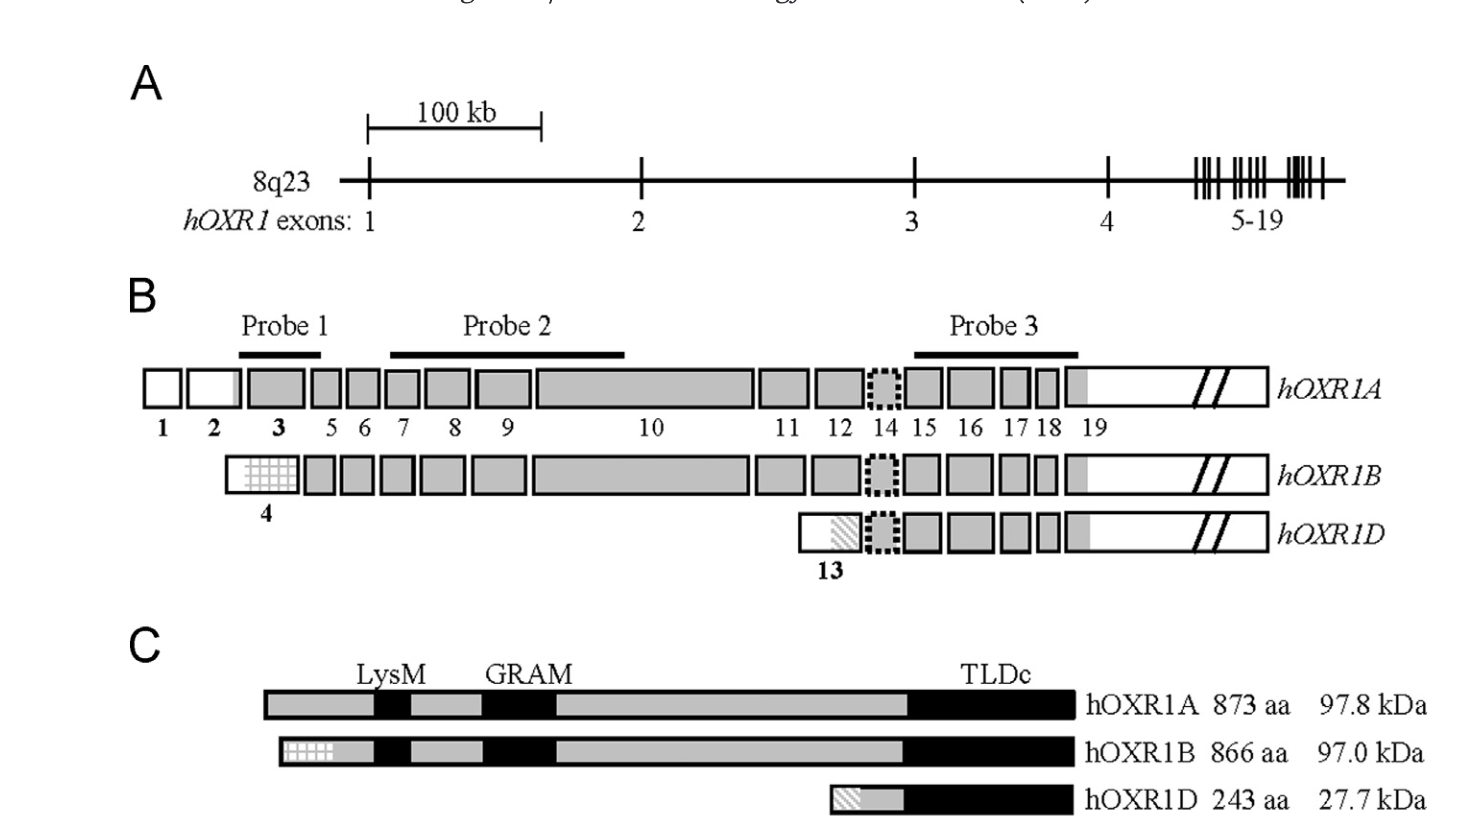 A
100 kb
8q23
hOXR1 exons: 1 2 3 4 5-19
B
Probe 1 Probe 2 Probe 3
hOXR1A
1 2 3 5 6 7 8 9 10 11 12 14 15 16 17 18 19
hOXR1B
4
hOXR1D
13
C
LysM GRAM TLDc
hOXR1A 873 aa 97.8 kDa
hOXR1B 866 aa 97.0 kDa
hOXR1D 243 aa 27.7 kDa